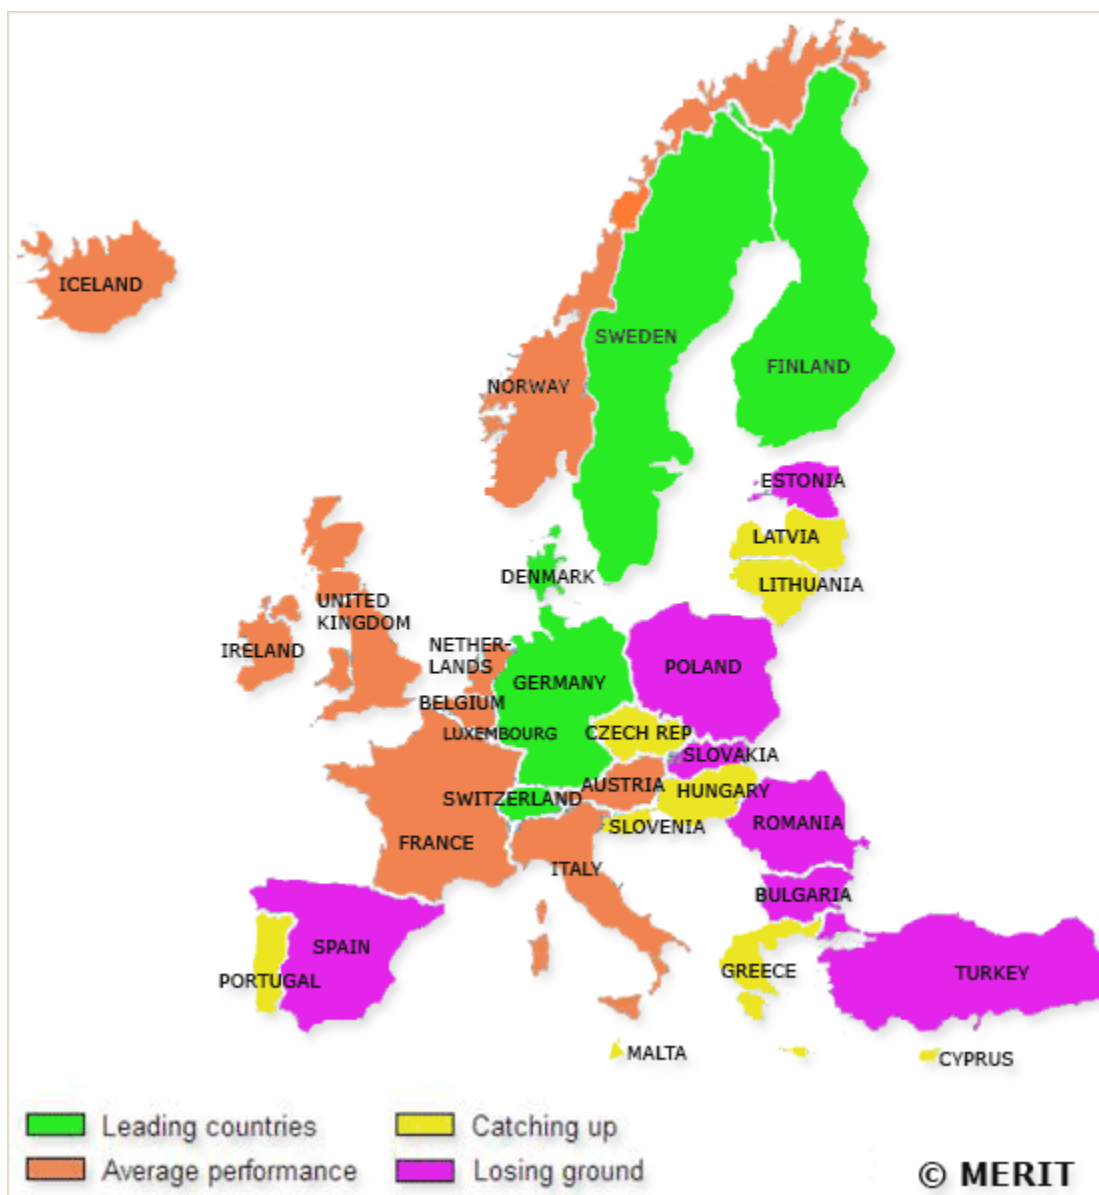 ICELAND
SWEDEN
FINLAND
NORWAY
ESTONIA
LATVIA
DENMARK
LITHUANIA
UNITED
KINGDOM
IRELAND
NETHER-
LANDS
POLAND
GERMANY
BELGIUM
LUXEMBOURG
CZECH REP
SLOVAKIA
AUSTRIA
HUNGARY
SWITZERLAND
SLOVENIA
ROMANIA
FRANCE
ITALY
BULGARIA
SPAIN
PORTUGAL
GREECE
TURKEY
MALTA
CYPRUS
Leading countries
Catching up
Average performance
Losing ground
© MERIT